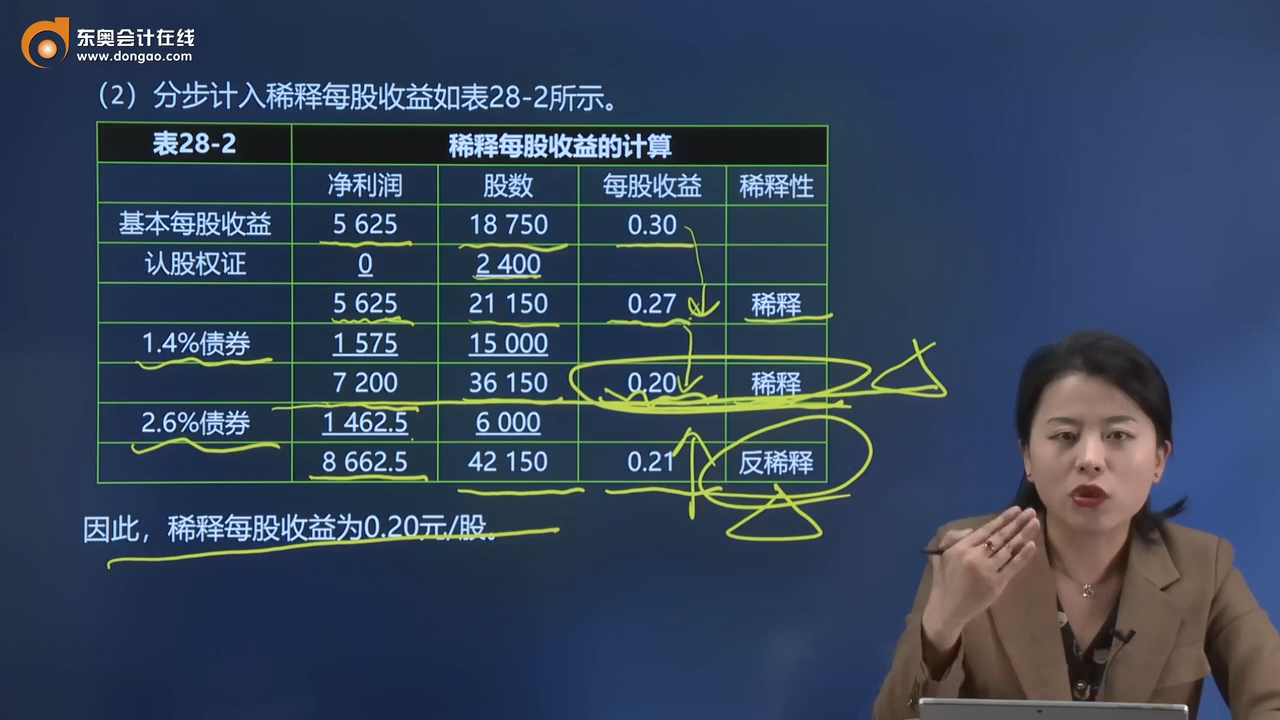 东奥会计在线
www.dongao.com
（2）分步计入稀释每股收益如表28-2所示。
表28-2 稀释每股收益的计算
净利润 股数 每股收益 稀释性
基本每股收益 5 625 18 750 0.30
认股权证 0 2 400
5 625 21 150 0.27 稀释
1.4%债券 1 575 15 000
7 200 36 150 0.20 稀释
2.6%债券 1 462.5 6 000
8 662.5 42 150 0.21 反稀释
因此，稀释每股收益为0.20元/股。